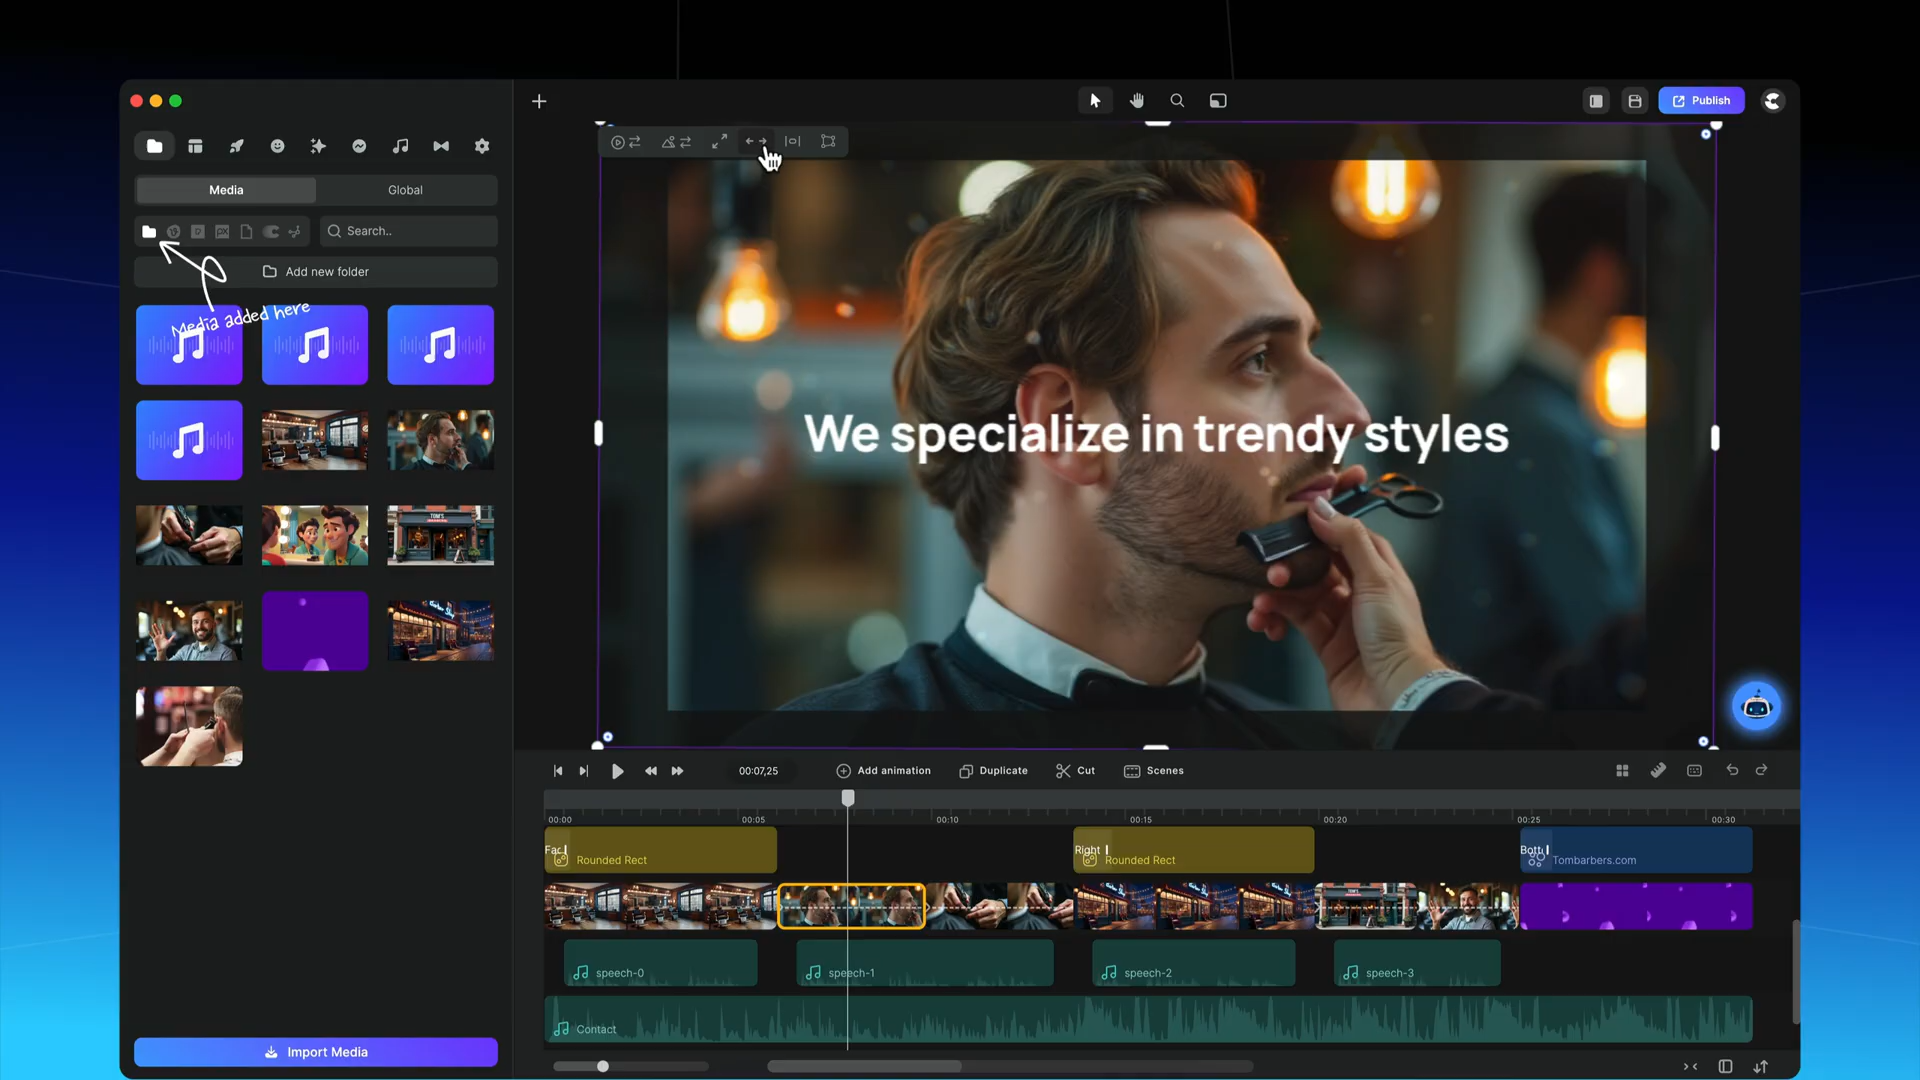 Publish
Media
Global
Search..
Add new folder
Media added here
TOM'S
We specialize in trendy styles
00:07,25
Add animation
Duplicate
Cut
Scenes
00:00
00:05
00:10
00:15
00:20
00:25
00:30
Rounded Rect
Right
Rounded Rect
Tombarbers.com
speech-0
speech-1
speech-2
speech-3
Contact
Import Media